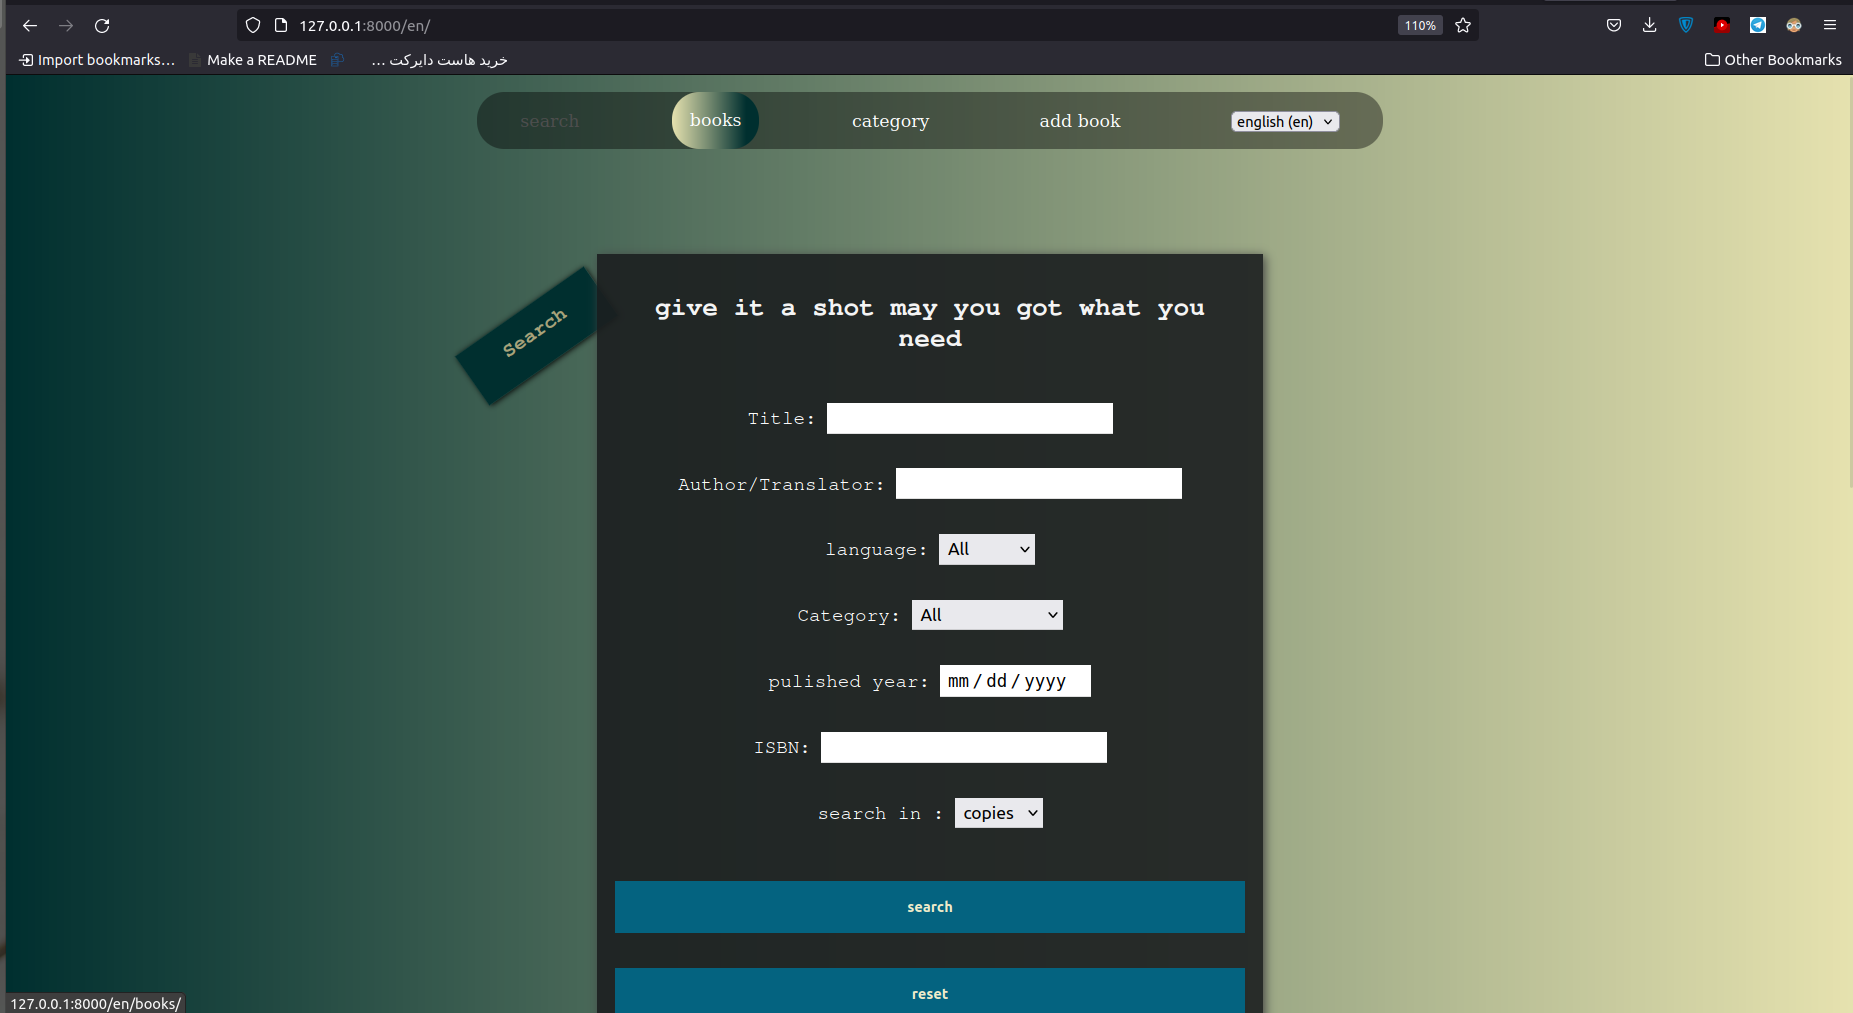 127.0.0.1:8000/en/
110%
Import bookmarks...
Make a README
خرید هاست دایرکت ...
Other Bookmarks
search
books
category
add book
english (en)
Search
give it a shot may you got what you
need
Title:
Author/Translator:
language: All
Category: All
pulished year: mm/dd/yyyy
ISBN:
search in : copies
search
reset
127.0.0.1:8000/en/books/